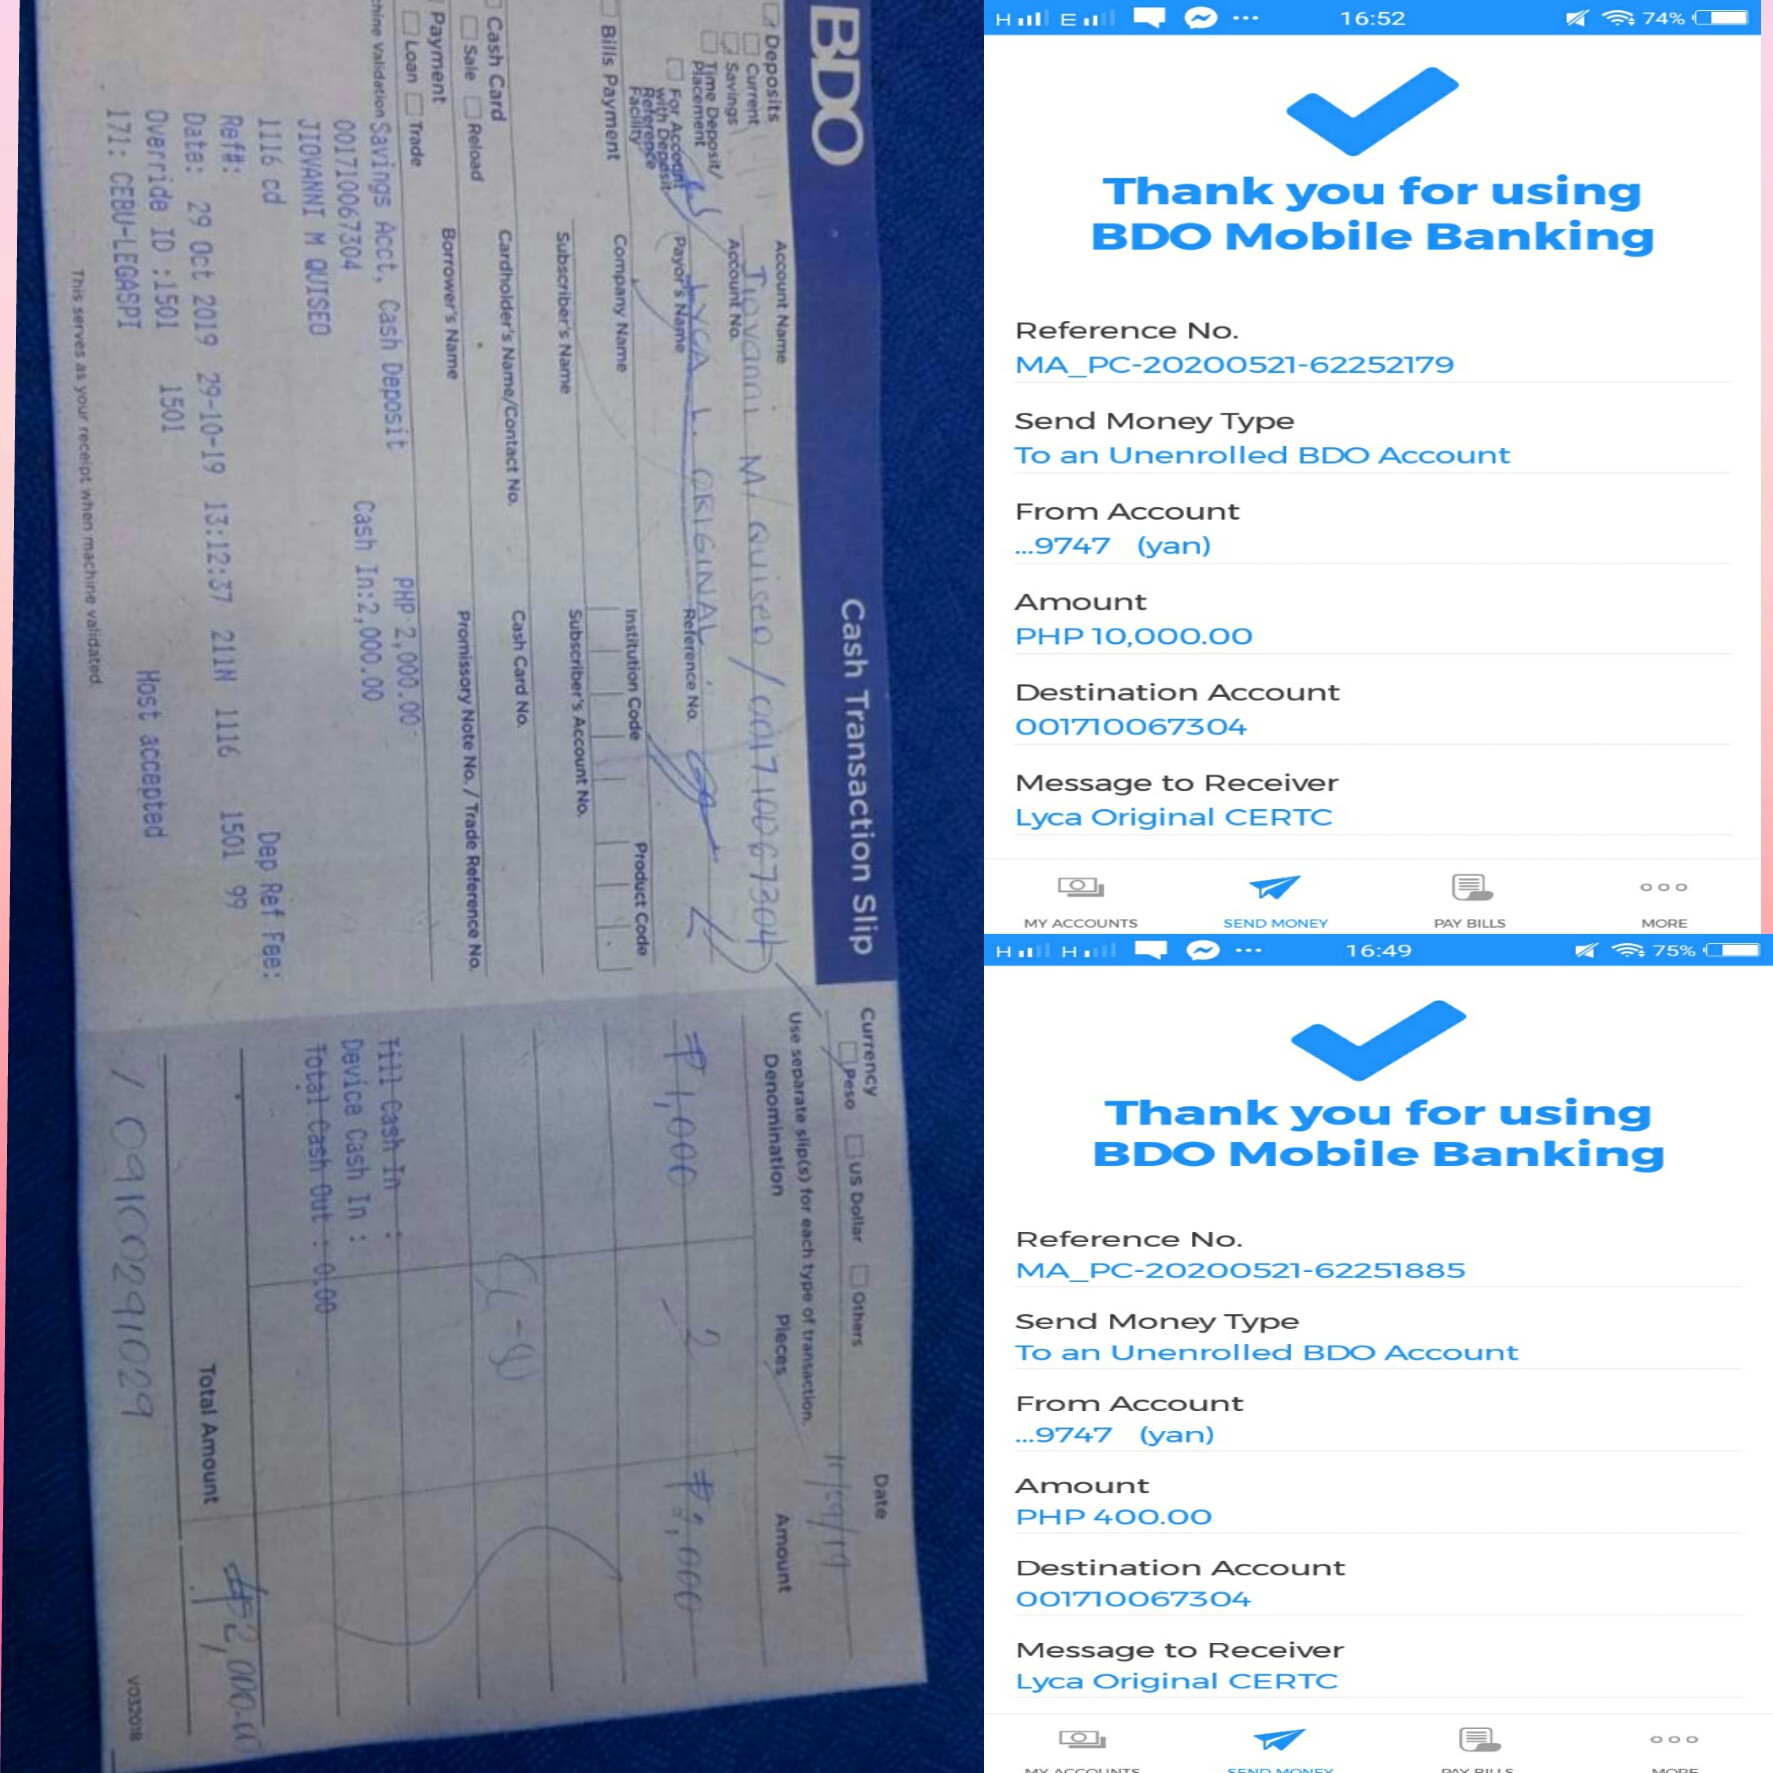 BDO
Cash Transaction Slip
Deposits
Current
Savings
Time Deposit/
Placement
For Account
with Deposit
Reference
Facility
Account Name
Jiovanni M. Quiseo / 001710067304
Account No.
Payor's Name
LYCA L. ORIGINAL
Reference No.
Bills Payment
Company Name
Institution Code
Product Code
Subscriber's Name
Subscriber's Account No.
Cash Card
Sale
Reload
Cardholder's Name/Contact No.
Cash Card No.
Payment
Loan
Trade
Borrower's Name
Promissory Note No. / Trade Reference No.
Currency
Peso
US Dollar
Others
Date
10/29/19
Use separate slip(s) for each type of transaction.
Denomination
Pieces
Amount
₱1,000
2
₱2,000
hine Validation
Savings Acct, Cash Deposit
PHP 2,000.00
001710067304
Cash In:2,000.00
JIOVANNI M QUISEO
1116 cd
Dep Ref Fee:
Ref#:
Date: 29 Oct 2019 29-10-19 13:12:37 211N 1116 1501 99
Override ID :1501 1501
171: CEBU-LEGASPI
Host accepted
This serves as your receipt when machine validated.
Till Cash In :
Device Cash In :
Total Cash Out : 0.00
Total Amount
₱2,000.00
/ 09100291029
V032018
H E
16:52
74%
Thank you for using
BDO Mobile Banking
Reference No.
MA_PC-20200521-62252179
Send Money Type
To an Unenrolled BDO Account
From Account
...9747 (yan)
Amount
PHP 10,000.00
Destination Account
001710067304
Message to Receiver
Lyca Original CERTC
MY ACCOUNTS
SEND MONEY
PAY BILLS
MORE
H H
16:49
75%
Thank you for using
BDO Mobile Banking
Reference No.
MA_PC-20200521-62251885
Send Money Type
To an Unenrolled BDO Account
From Account
...9747 (yan)
Amount
PHP 400.00
Destination Account
001710067304
Message to Receiver
Lyca Original CERTC
MY ACCOUNTS
SEND MONEY
PAY BILLS
MORE